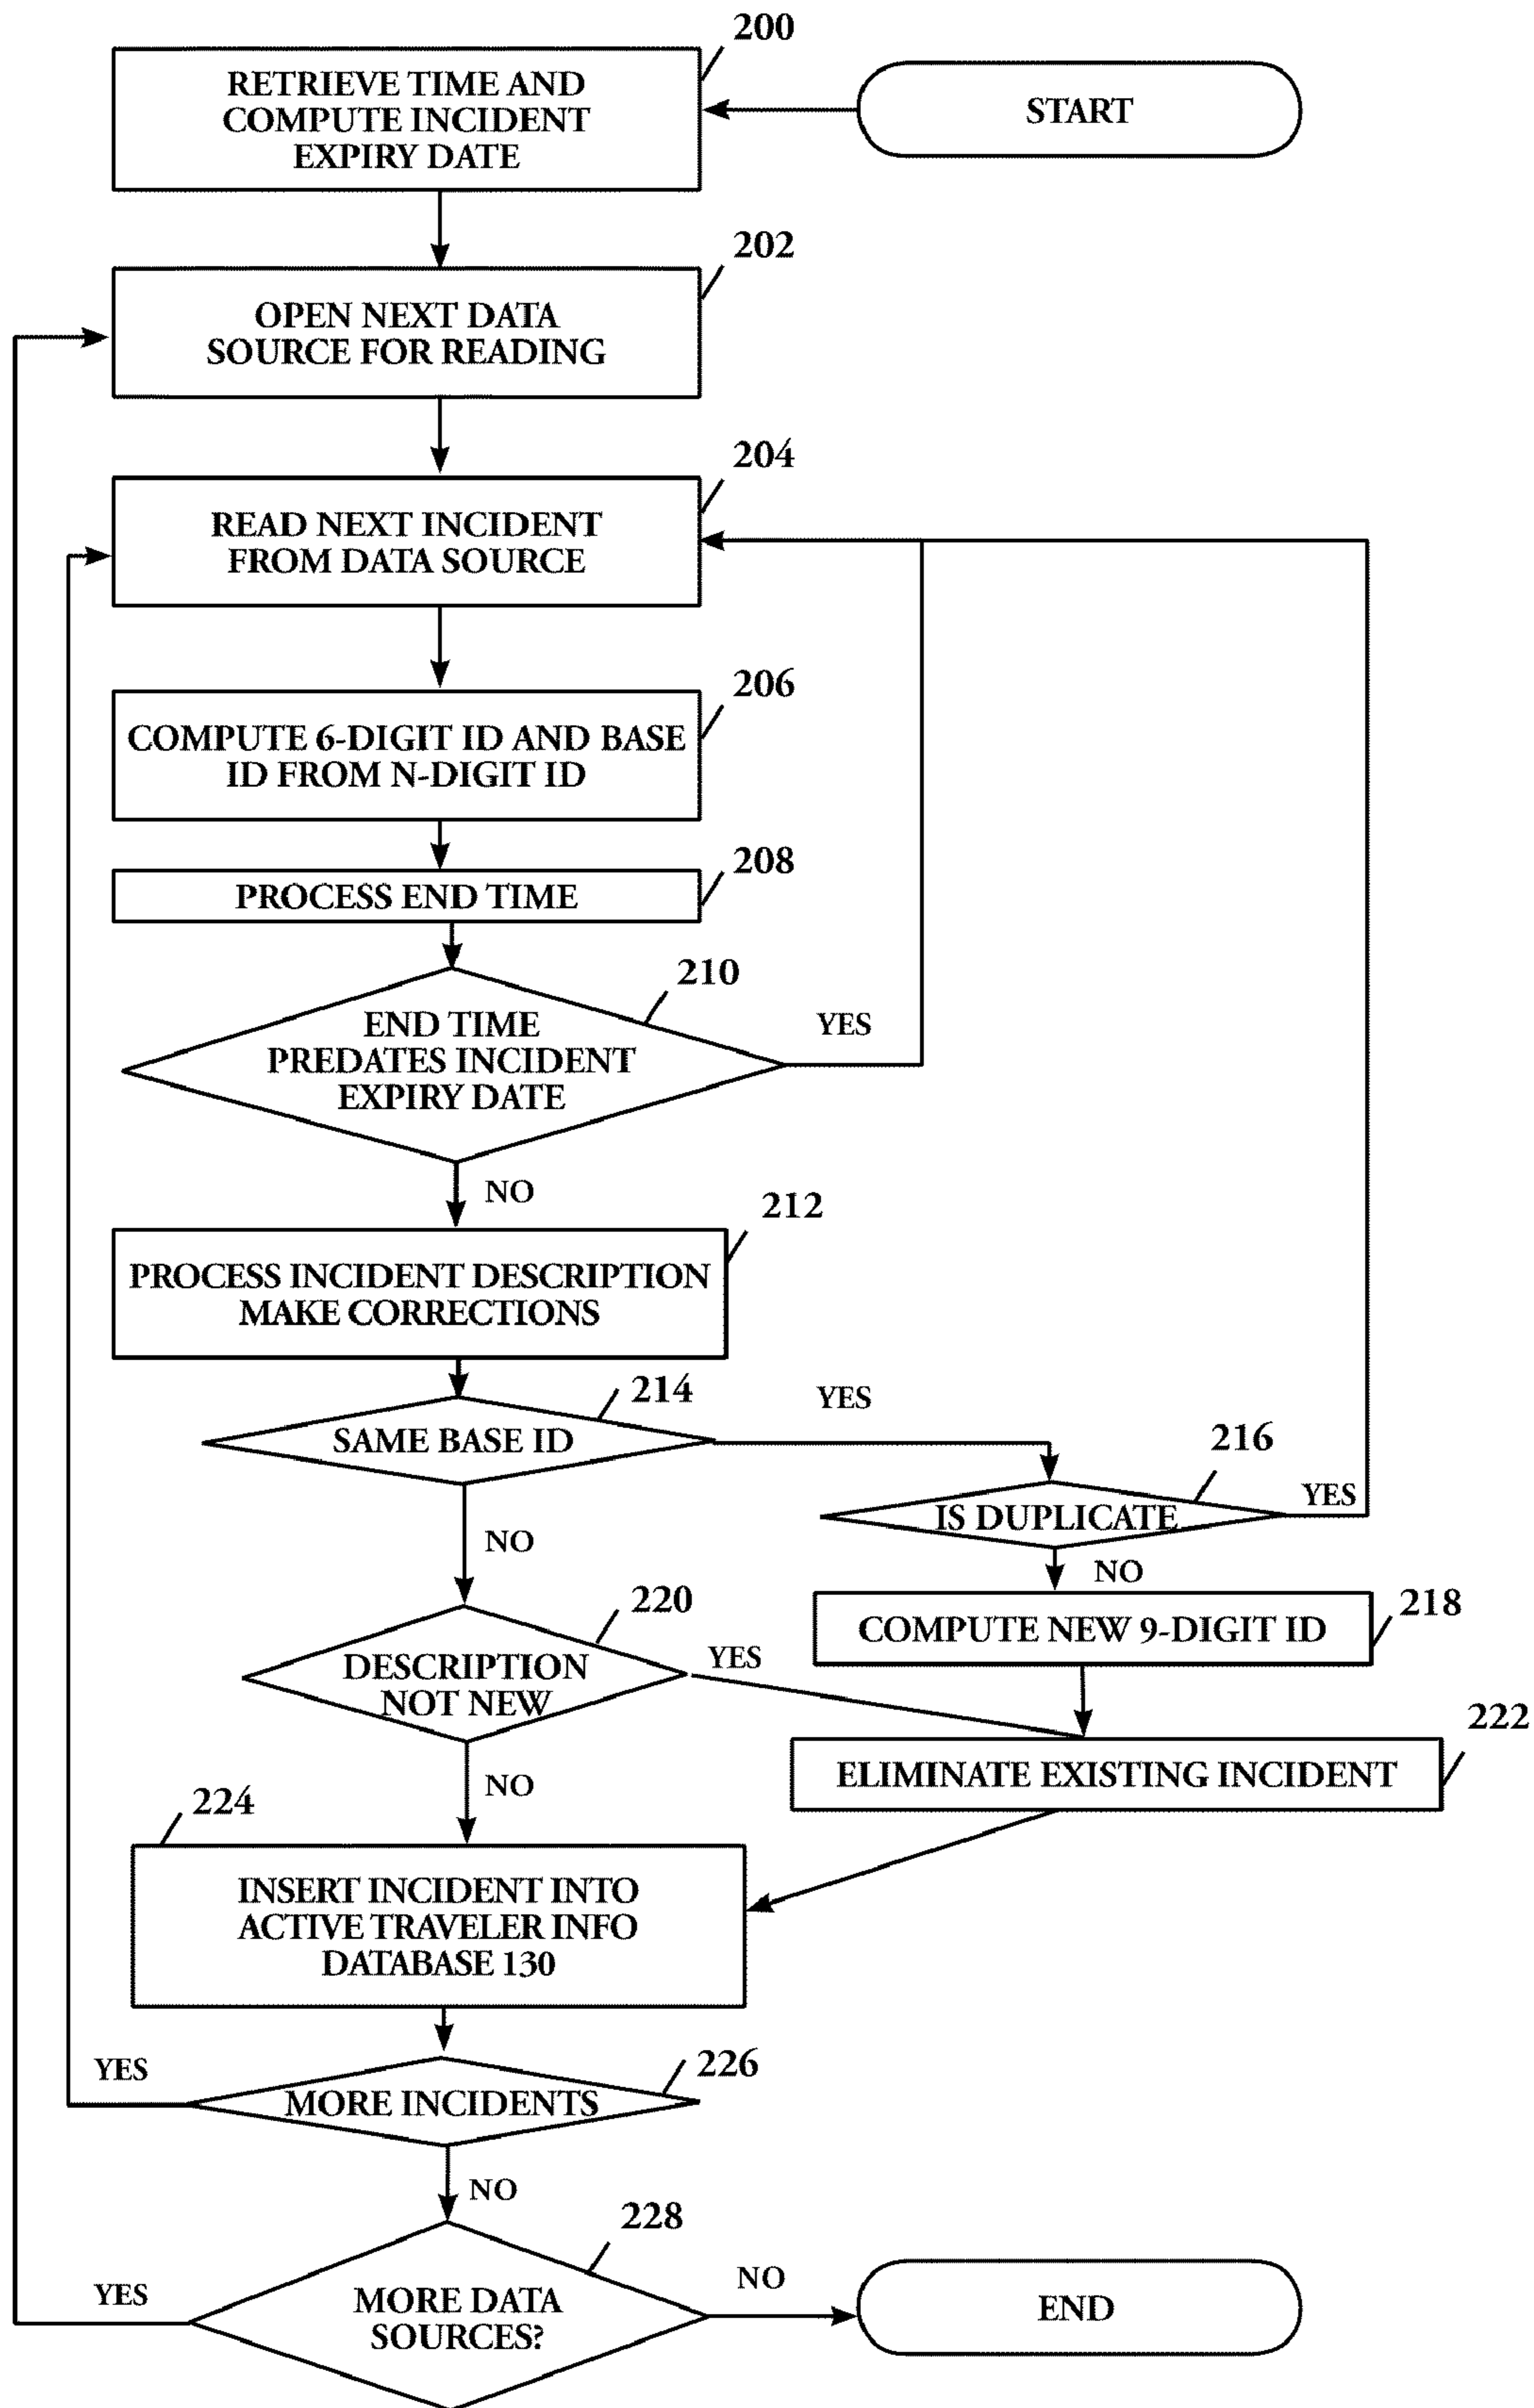 200
RETRIEVE TIME AND
COMPUTE INCIDENT
EXPIRY DATE
START
202
OPEN NEXT DATA
SOURCE FOR READING
204
READ NEXT INCIDENT
FROM DATA SOURCE
206
COMPUTE 6-DIGIT ID AND BASE
ID FROM N-DIGIT ID
208
PROCESS END TIME
210
END TIME
PREDATES INCIDENT
EXPIRY DATE
YES
NO
212
PROCESS INCIDENT DESCRIPTION
MAKE CORRECTIONS
214
SAME BASE ID
YES
216
IS DUPLICATE
YES
NO
NO
218
COMPUTE NEW 9-DIGIT ID
220
DESCRIPTION
NOT NEW
YES
NO
222
ELIMINATE EXISTING INCIDENT
224
INSERT INCIDENT INTO
ACTIVE TRAVELER INFO
DATABASE 130
226
MORE INCIDENTS
YES
NO
228
MORE DATA
SOURCES?
YES
NO
END